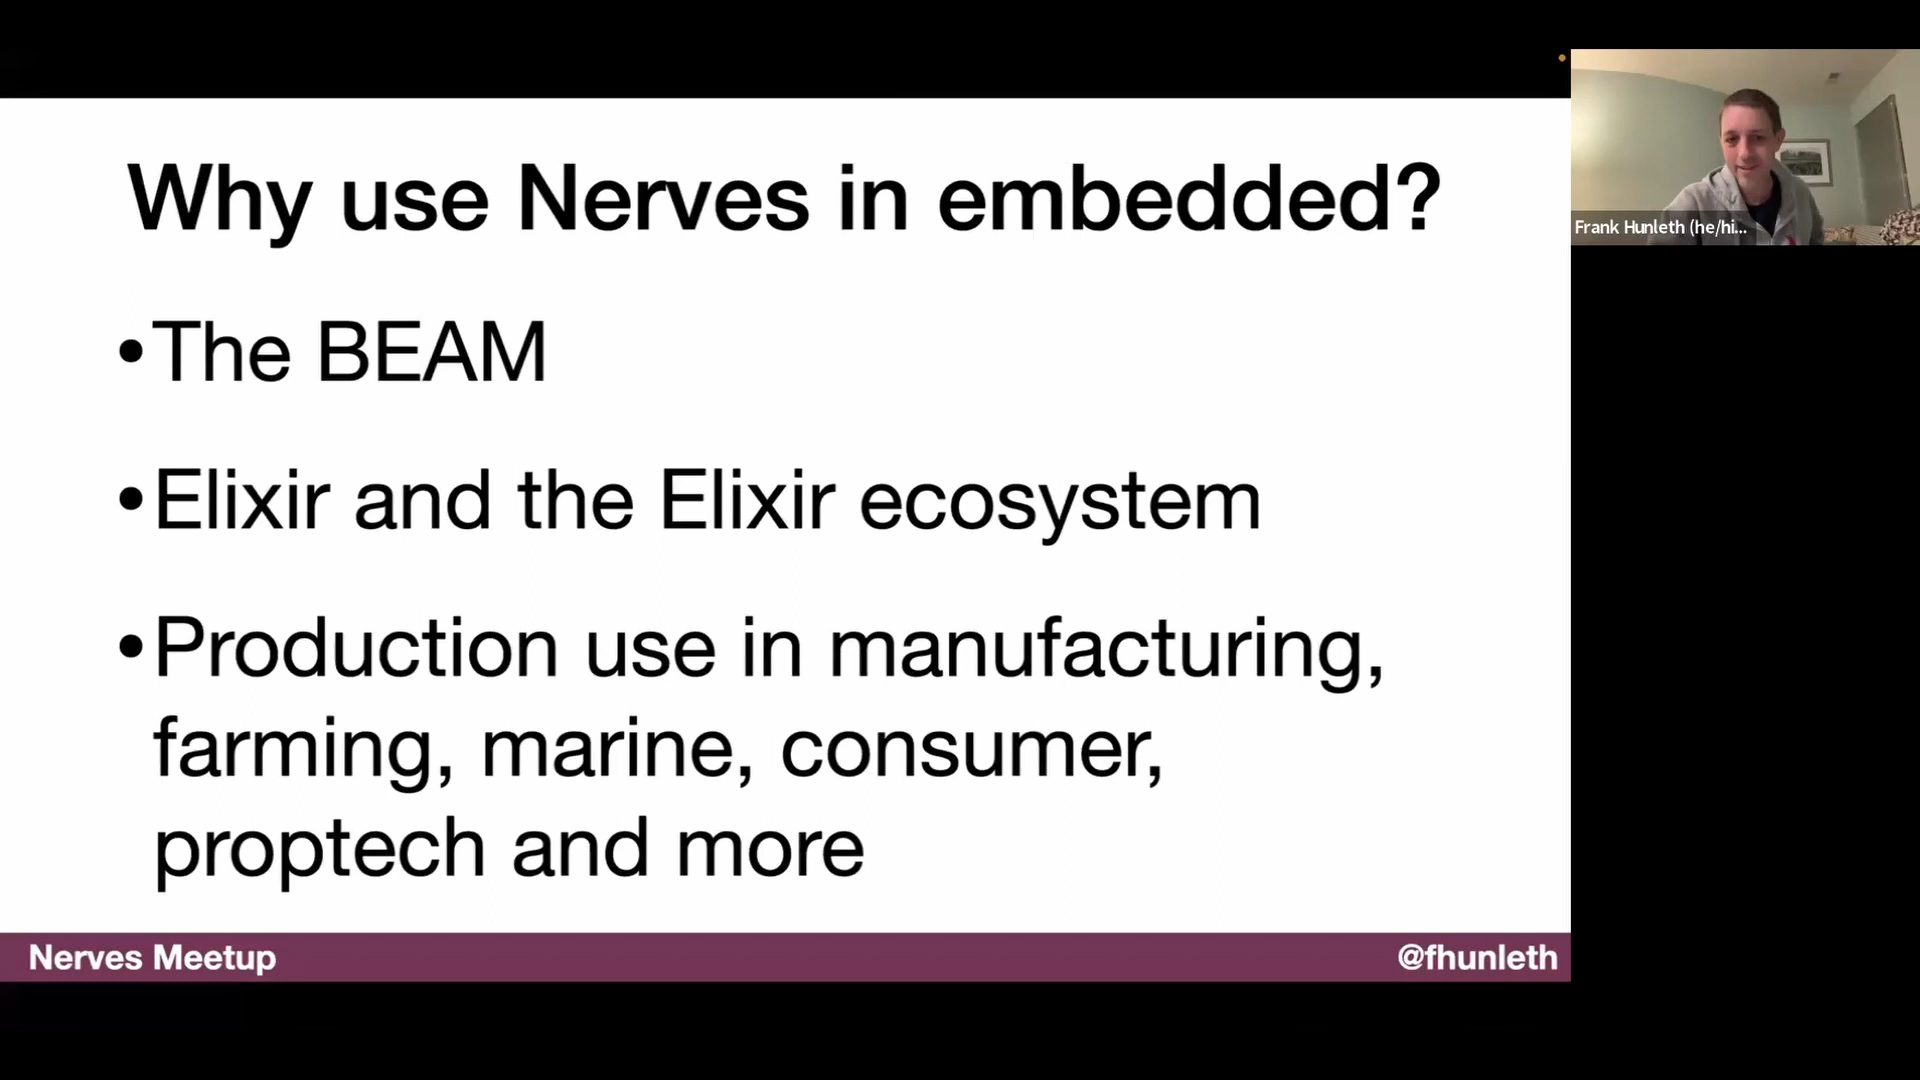 Why use Nerves in embedded?
•The BEAM
•Elixir and the Elixir ecosystem
•Production use in manufacturing,
farming, marine, consumer,
proptech and more
Nerves Meetup
@fhunleth
Frank Hunleth (he/hi...